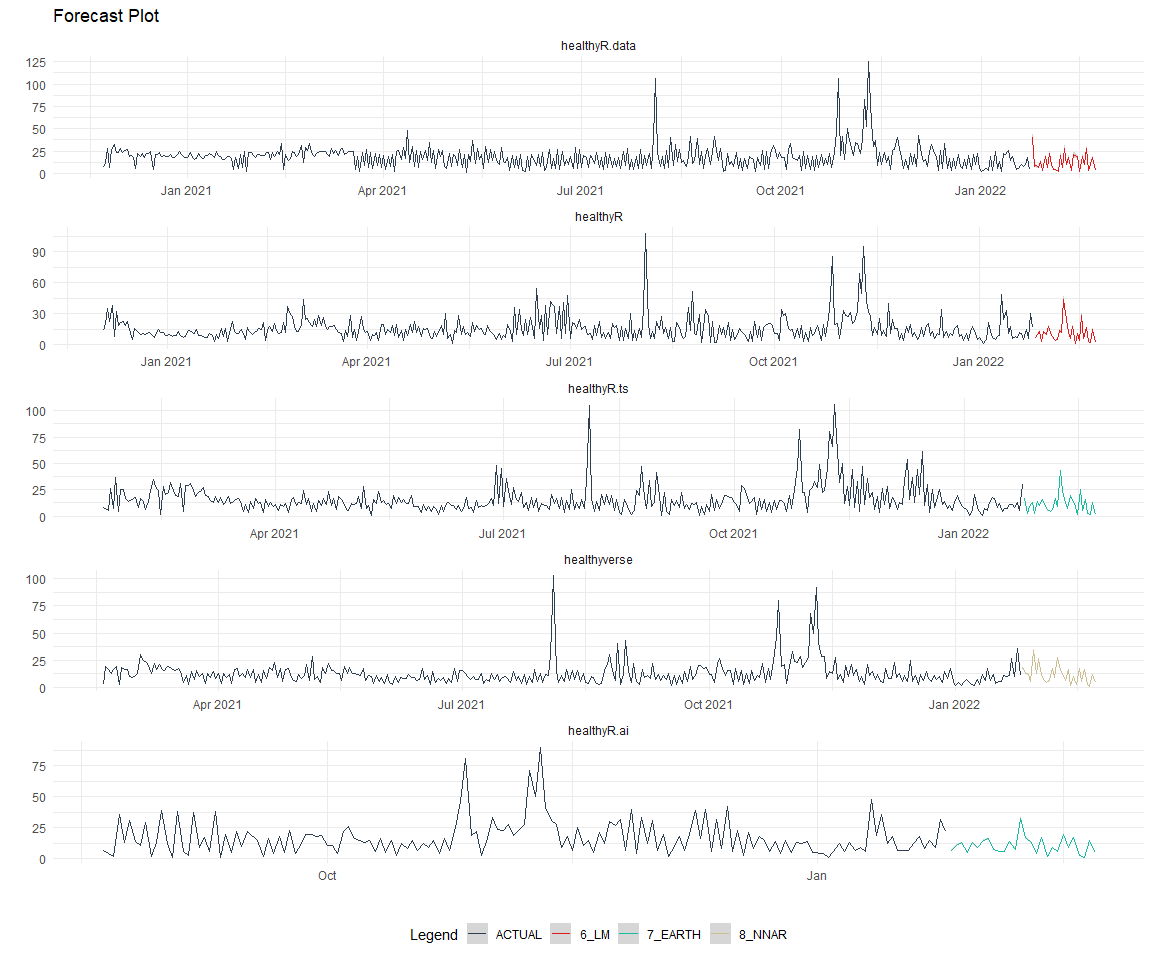 Forecast Plot
healthyR.data
125
100
75
50
25
0
Jan 2021 Apr 2021 Jul 2021 Oct 2021 Jan 2022
healthyR
90
60
30
0
Jan 2021 Apr 2021 Jul 2021 Oct 2021 Jan 2022
healthyR.ts
100
75
50
25
0
Apr 2021 Jul 2021 Oct 2021 Jan 2022
healthyverse
100
75
50
25
0
Apr 2021 Jul 2021 Oct 2021 Jan 2022
healthyR.ai
75
50
25
0
Oct Jan
Legend ACTUAL 6_LM 7_EARTH 8_NNAR